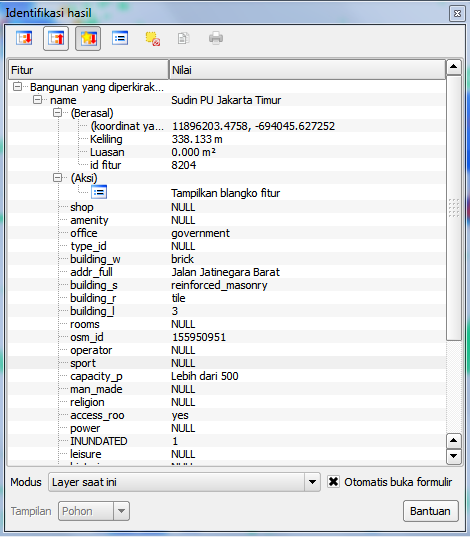 Identifikasi hasil
Fitur Nilai
Bangunan yang diperkirak...
name Sudin PU Jakarta Timur
(Berasal)
(koordinat ya... 11896203.4758, -694045.627252
Keliling 338.133 m
Luasan 0.000 m²
id fitur 8204
(Aksi)
Tampilkan blangko fitur
shop NULL
amenity NULL
office government
type_id NULL
building_w brick
addr_full Jalan Jatinegara Barat
building_s reinforced_masonry
building_r tile
building_l 3
rooms NULL
osm_id 155950951
operator NULL
sport NULL
capacity_p Lebih dari 500
man_made NULL
religion NULL
access_roo yes
power NULL
INUNDATED 1
leisure NULL
Modus Layer saat ini Otomatis buka formulir
Tampilan Pohon Bantuan